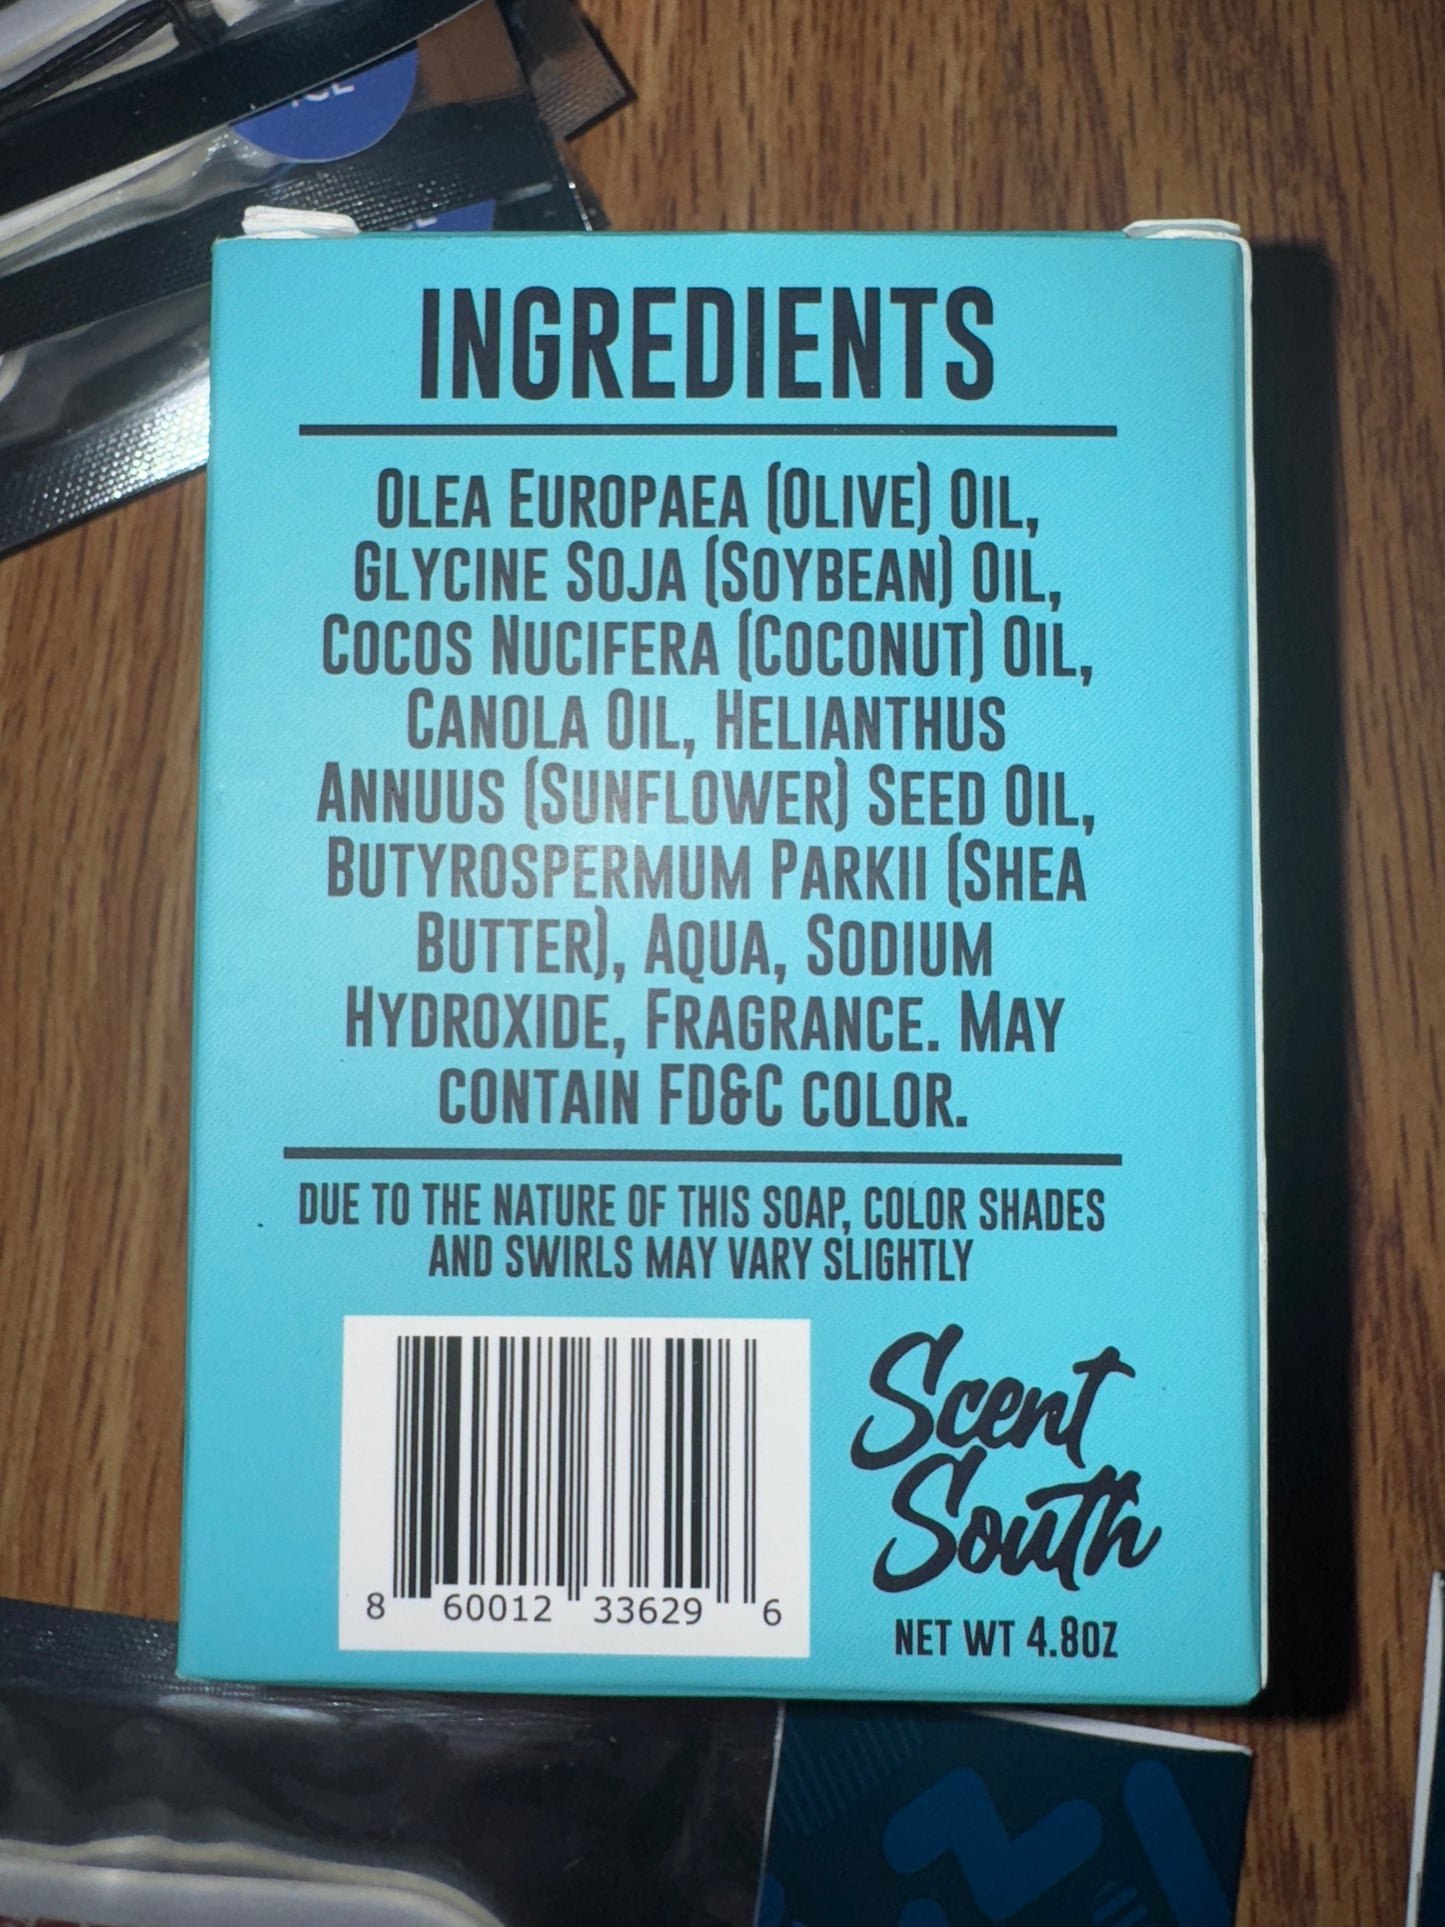 INGREDIENTS
OLEA EUROPAEA (OLIVE) OIL,
GLYCINE SOJA (SOYBEAN) OIL,
COCOS NUCIFERA (COCONUT) OIL,
CANOLA OIL, HELIANTHUS
ANNUUS (SUNFLOWER) SEED OIL,
BUTYROSPERMUM PARKII (SHEA
BUTTER), AQUA, SODIUM
HYDROXIDE, FRAGRANCE. MAY
CONTAIN FD&C COLOR.
DUE TO THE NATURE OF THIS SOAP, COLOR SHADES
AND SWIRLS MAY VARY SLIGHTLY
Scent
South
8 60012 33629 6
NET WT 4.8OZ